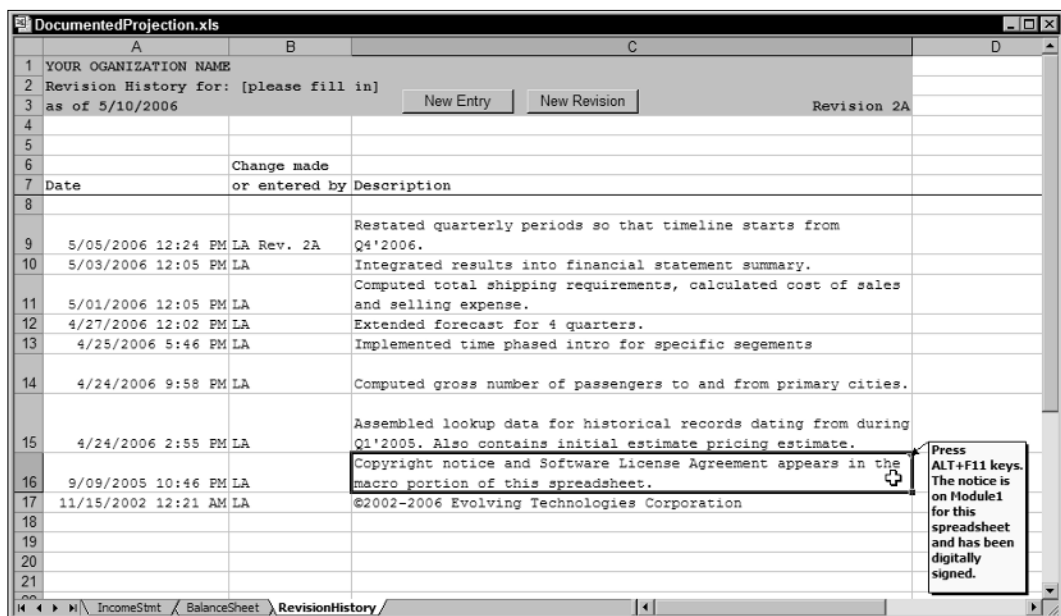 DocumentedProjection.xls
A B C D
1 YOUR OGANIZATION NAME
2 Revision History for: [please fill in]
3 as of 5/10/2006 New Entry New Revision Revision 2A
4
5
6 Change made
7 Date or entered by Description
8
Restated quarterly periods so that timeline starts from
9 5/05/2006 12:24 PM LA Rev. 2A Q4'2006.
10 5/03/2006 12:05 PM LA Integrated results into financial statement summary.
Computed total shipping requirements, calculated cost of sales
11 5/01/2006 12:05 PM LA and selling expense.
12 4/27/2006 12:02 PM LA Extended forecast for 4 quarters.
13 4/25/2006 5:46 PM LA Implemented time phased intro for specific segements
14 4/24/2006 9:58 PM LA Computed gross number of passengers to and from primary cities.
Assembled lookup data for historical records dating from during
15 4/24/2006 2:55 PM LA Q1'2005. Also contains initial estimate pricing estimate.
Copyright notice and Software License Agreement appears in the
16 9/09/2005 10:46 PM LA macro portion of this spreadsheet.
17 11/15/2002 12:21 AM LA ©2002-2006 Evolving Technologies Corporation
18
19
20
21
Press
ALT+F11 keys.
The notice is
on Module1
for this
spreadsheet
and has been
digitally
signed.
IncomeStmt BalanceSheet RevisionHistory